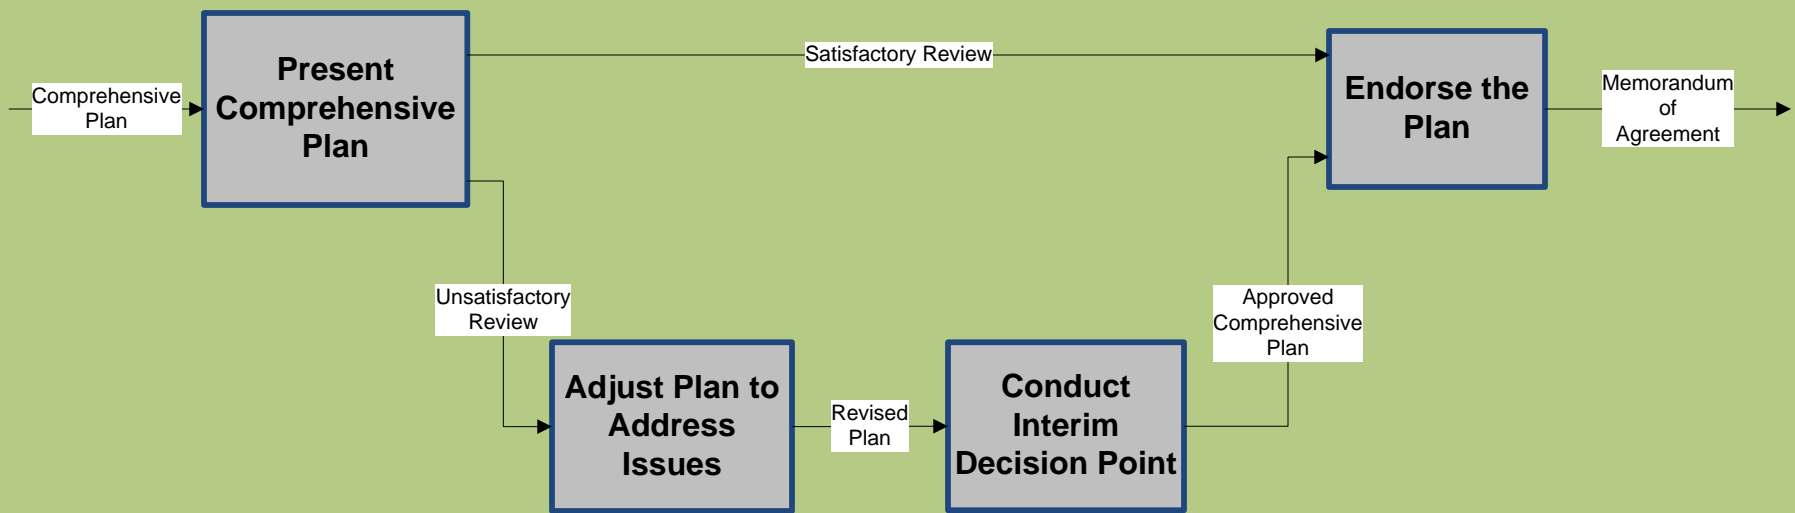 Comprehensive
Plan
Present
Comprehensive
Plan
Satisfactory Review
Endorse the
Plan
Memorandum
of
Agreement
Unsatisfactory
Review
Adjust Plan to
Address
Issues
Revised
Plan
Conduct
Interim
Decision Point
Approved
Comprehensive
Plan